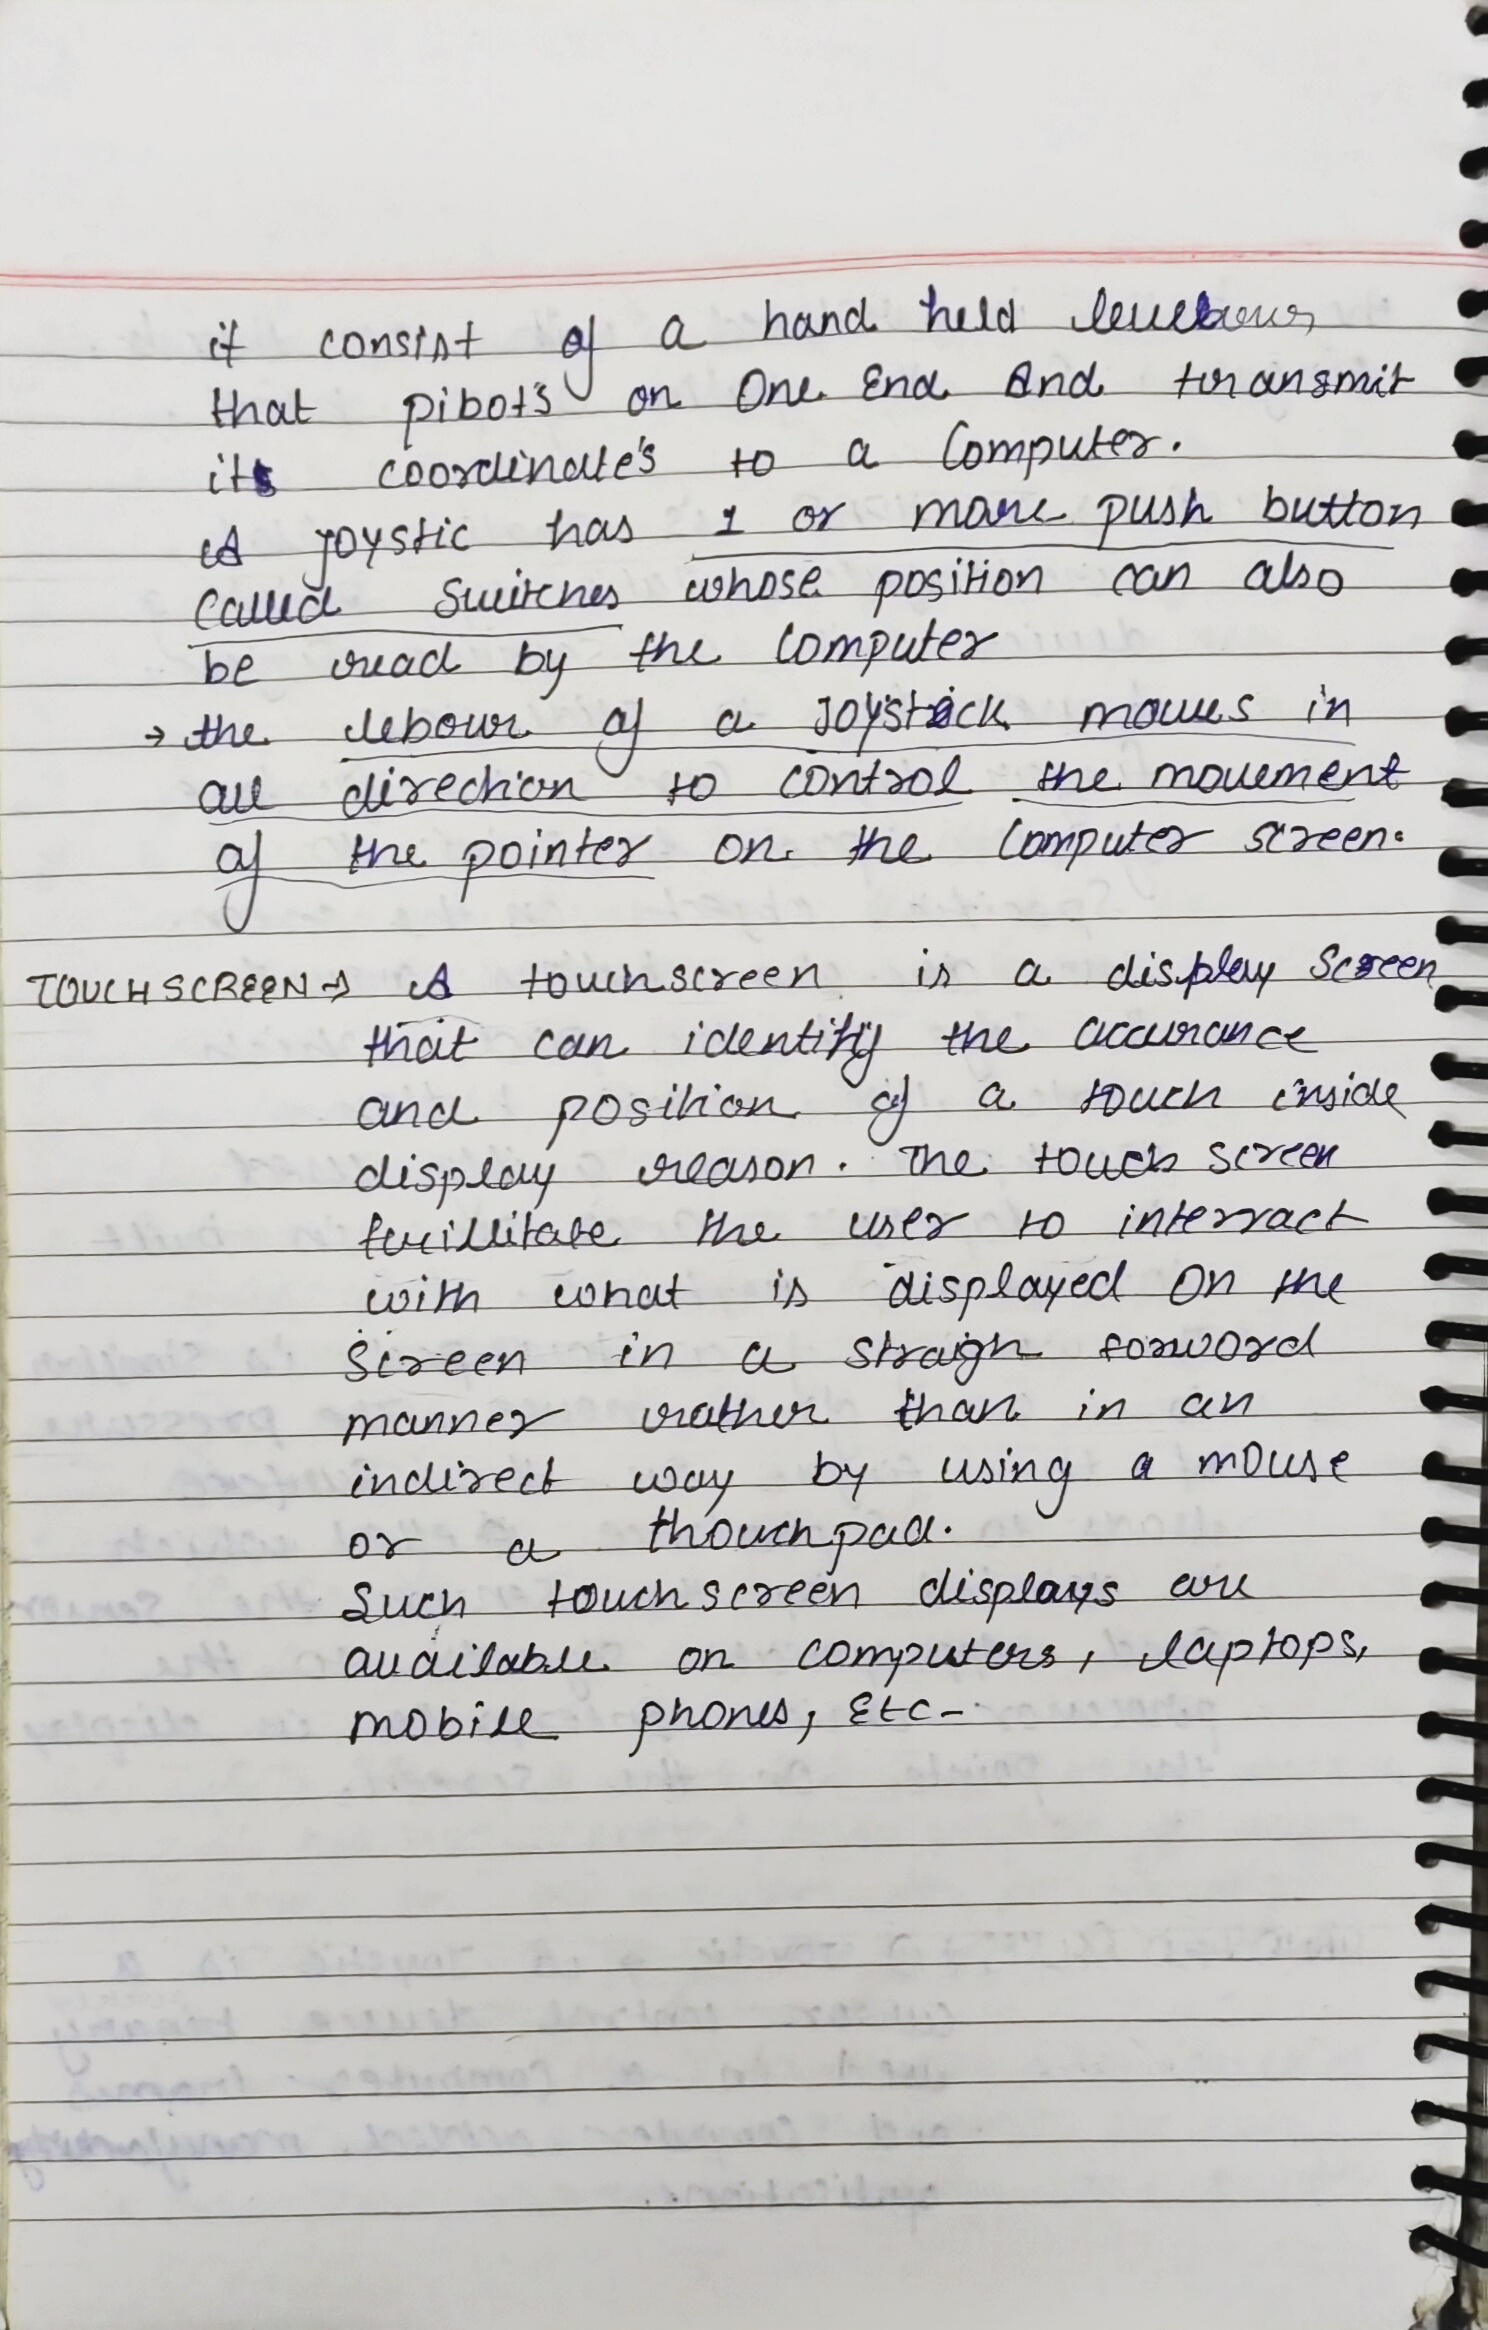 it consist of a hand held
that pibot's on One End And transmit
its coordinate's to a Computer.
A joystic has 1 or more push button
Called Switches whose position can also
be read by the Computer
→ the lebour of a Joystick moves in
all direction to control the movement
of the pointer on the Computer screen.
TOUCHSCREEN → A touchscreen is a display Screen
that can identify the accurance
and position of a touch inside
display reason. The touch screen
facillitate the user to interract
with what is displayed On the
Screen in a straigh forword
manner rather than in an
indirect way by using a mouse
or a thouchpad.
Such touchscreen displays are
available on computers, laptops,
mobile phones, Etc-